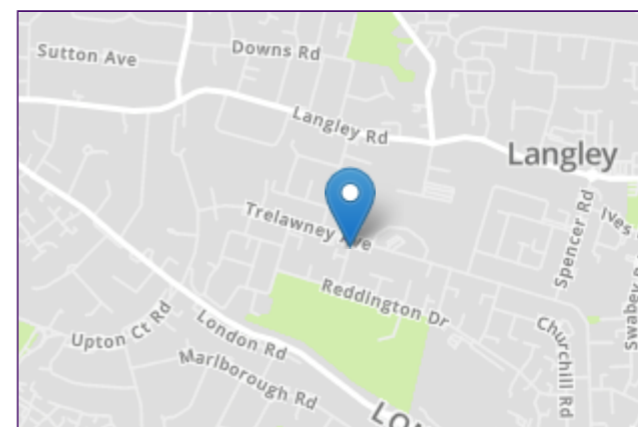 Sutton Ave
Downs Rd
Langley Rd
Langley
Trelawney Ave
Spencer Rd
Ives
Swabey R
Reddington Dr
Upton Ct Rd
London Rd
Churchill Rd
Marlborough Rd
LO